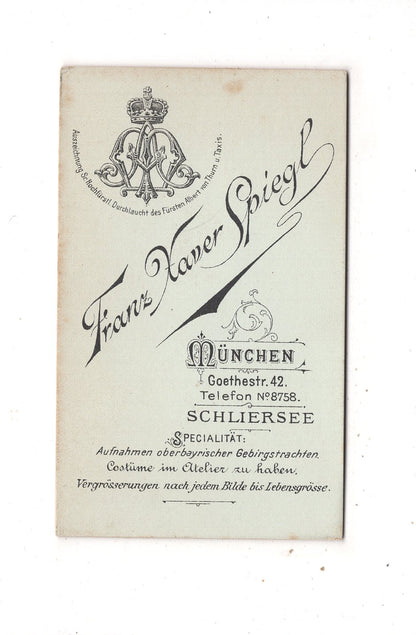 Auszeichnung Sr. Hochfürstl. Durchlaucht des Fürsten Albert von Thurn u. Taxis.
Franz Xaver Spiegl
MÜNCHEN
Goethestr. 42.
Telefon No 8758.
SCHLIERSEE
SPECIALITÄT:
Aufnahmen oberbayrischer Gebirgstrachten.
Costüme im Atelier zu haben.
Vergrösserungen nach jedem Bilde bis Lebensgrösse.